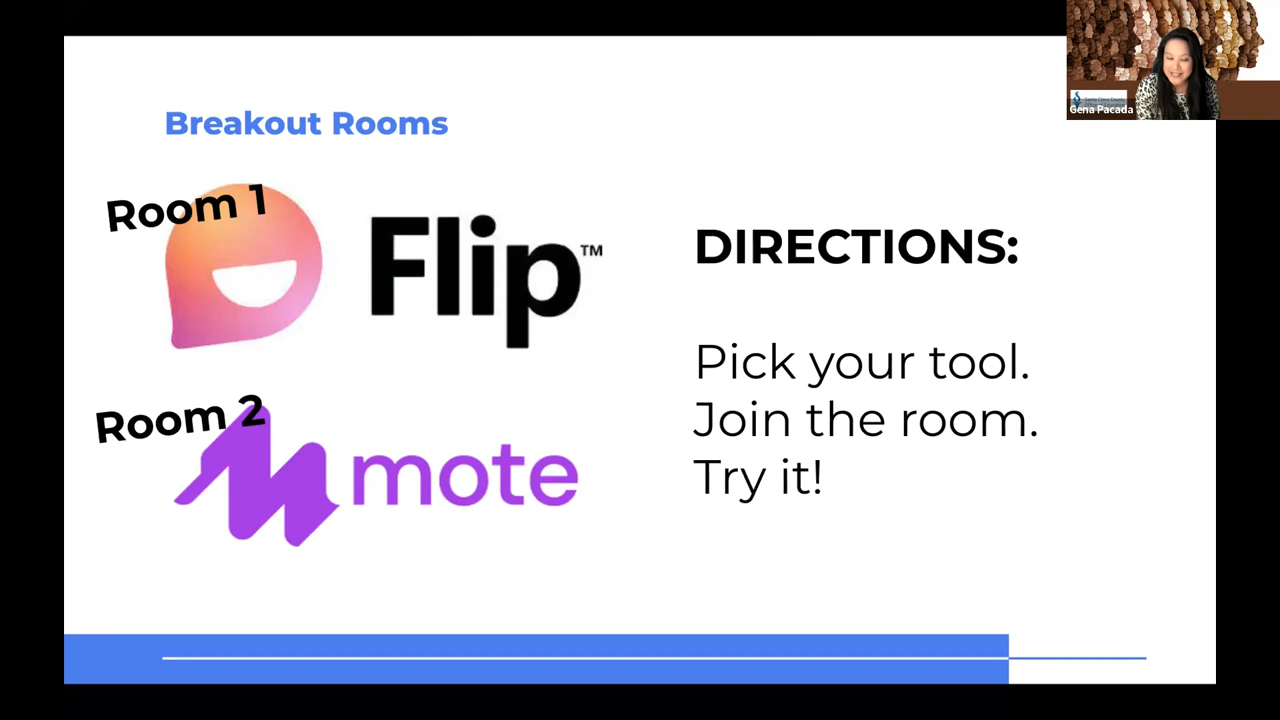 Breakout Rooms
Room 1
Flip™
Room 2
mote
DIRECTIONS:
Pick your tool.
Join the room.
Try it!
Gena Pacada